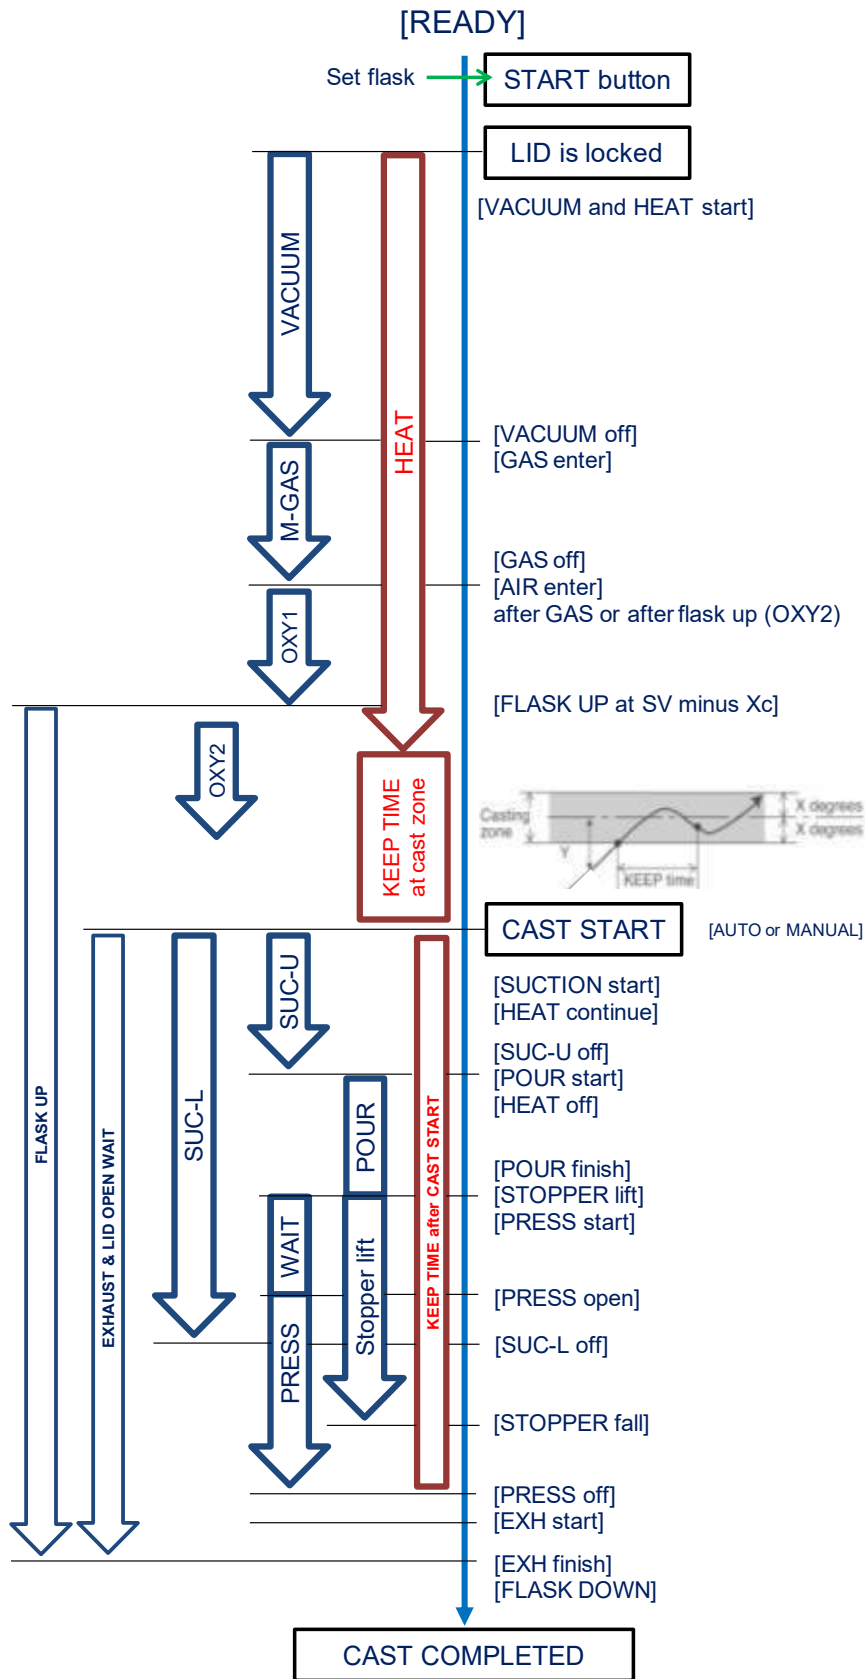 [READY]
Set flask
START button
LID is locked
[VACUUM and HEAT start]
VACUUM
HEAT
[VACUUM off]
[GAS enter]
M-GAS
[GAS off]
[AIR enter]
after GAS or after flask up (OXY2)
OXY1
[FLASK UP at SV minus Xc]
OXY2
KEEP TIME
at cast zone
Casting
zone
X degrees
X degrees
Y
KEEP time
CAST START
[AUTO or MANUAL]
[SUCTION start]
[HEAT continue]
SUC-U
[SUC-U off]
[POUR start]
[HEAT off]
FLASK UP
EXHAUST & LID OPEN WAIT
SUC-L
POUR
KEEP TIME after CAST START
[POUR finish]
[STOPPER lift]
[PRESS start]
WAIT
Stopper lift
[PRESS open]
[SUC-L off]
PRESS
[STOPPER fall]
[PRESS off]
[EXH start]
[EXH finish]
[FLASK DOWN]
CAST COMPLETED